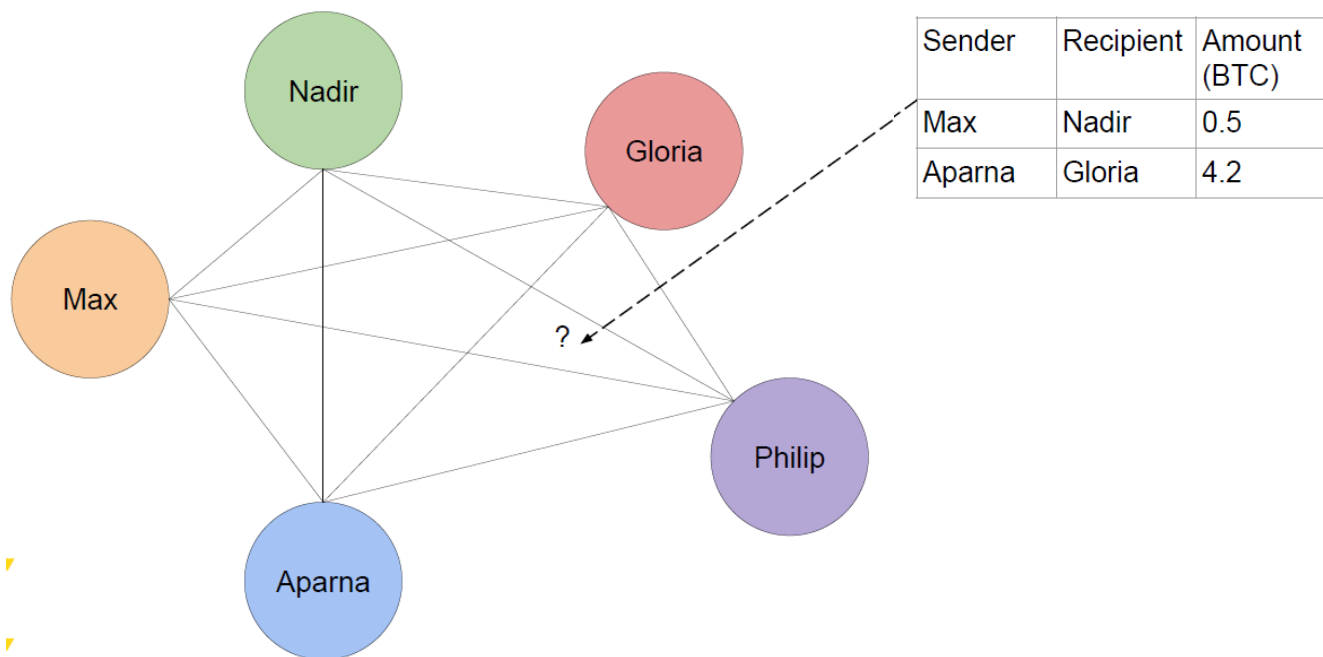 Nadir
Gloria
Max
?
Philip
Aparna
Sender Recipient Amount
(BTC)
Max Nadir 0.5
Aparna Gloria 4.2